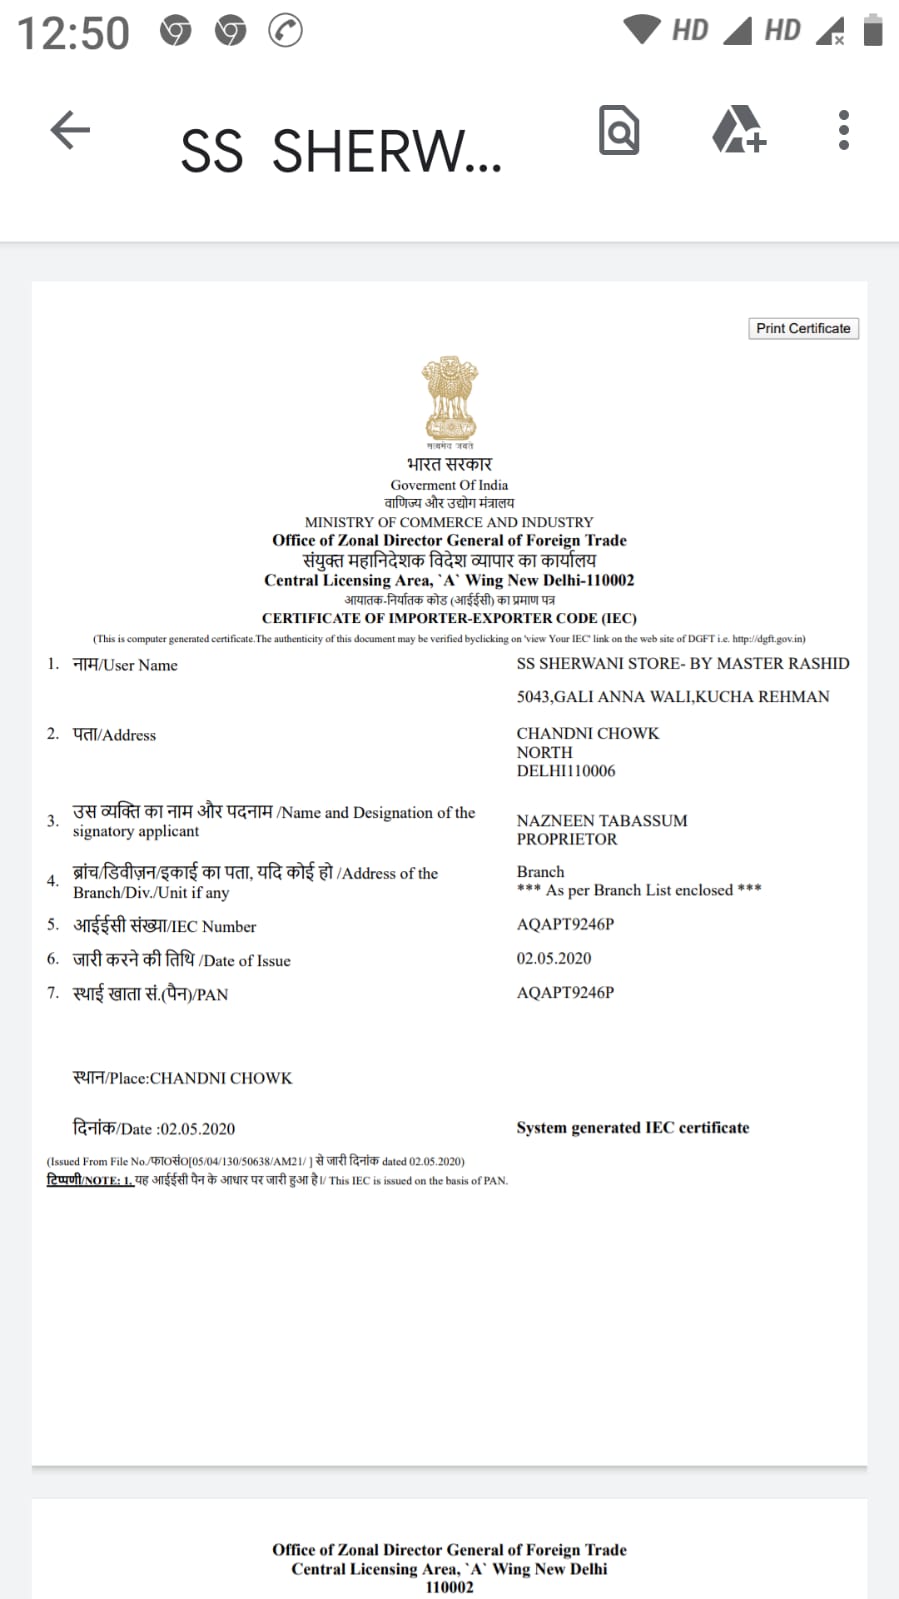 12:50 HD HD
SS SHERW...
Print Certificate
सत्यमेव जयते
भारत सरकार
Goverment Of India
वाणिज्य और उद्योग मंत्रालय
MINISTRY OF COMMERCE AND INDUSTRY
Office of Zonal Director General of Foreign Trade
संयुक्त महानिदेशक विदेश व्यापार का कार्यालय
Central Licensing Area, `A` Wing New Delhi-110002
आयातक-निर्यातक कोड (आईईसी) का प्रमाण पत्र
CERTIFICATE OF IMPORTER-EXPORTER CODE (IEC)
(This is computer generated certificate.The authenticity of this document may be verified byclicking on 'view Your IEC' link on the web site of DGFT i.e. http://dgft.gov.in)
1. नाम/User Name SS SHERWANI STORE- BY MASTER RASHID
5043,GALI ANNA WALI,KUCHA REHMAN
2. पता/Address CHANDNI CHOWK
NORTH
DELHI110006
3. उस व्यक्ति का नाम और पदनाम /Name and Designation of the
signatory applicant
NAZNEEN TABASSUM
PROPRIETOR
4. ब्रांच/डिवीज़न/इकाई का पता, यदि कोई हो /Address of the
Branch/Div./Unit if any
Branch
*** As per Branch List enclosed ***
5. आईईसी संख्या/IEC Number AQAPT9246P
6. जारी करने की तिथि /Date of Issue 02.05.2020
7. स्थाई खाता सं.(पैन)/PAN AQAPT9246P
स्थान/Place:CHANDNI CHOWK
दिनांक/Date :02.05.2020 System generated IEC certificate
(Issued From File No./फा०सं०[05/04/130/50638/AM21/ ] से जारी दिनांक dated 02.05.2020)
टिप्पणी/NOTE: 1. यह आईईसी पैन के आधार पर जारी हुआ है।/ This IEC is issued on the basis of PAN.
Office of Zonal Director General of Foreign Trade
Central Licensing Area, `A` Wing New Delhi
110002